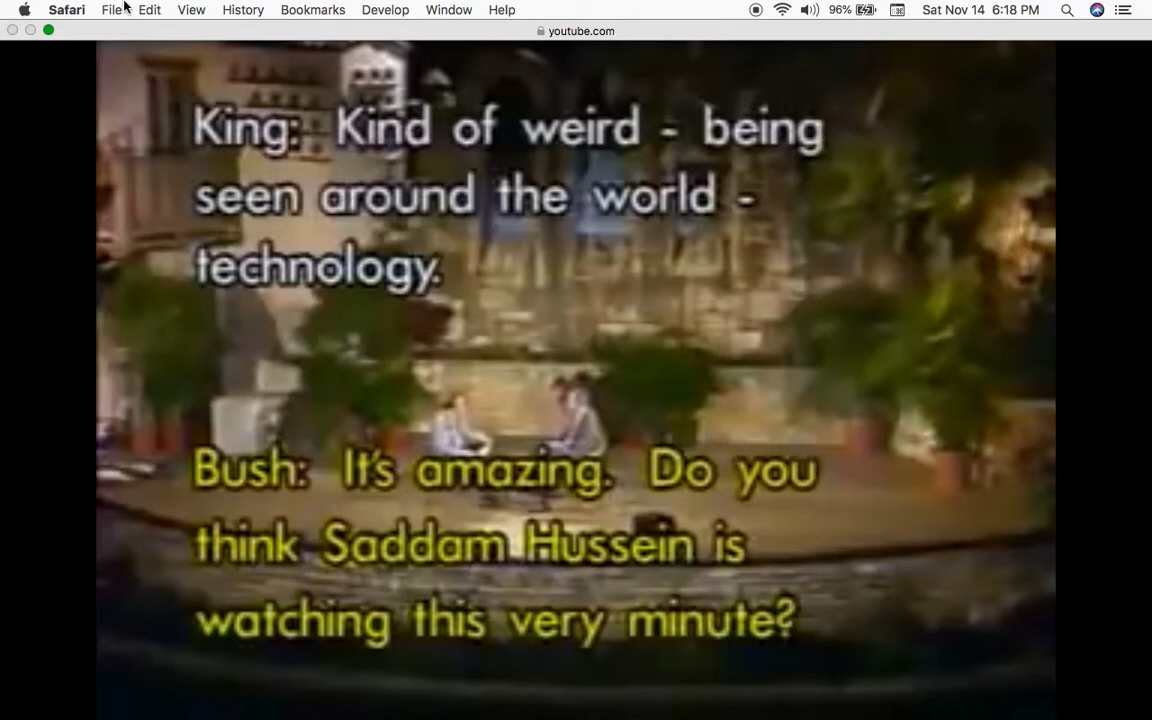 Safari File Edit View History Bookmarks Develop Window Help 96% Sat Nov 14 6:18 PM
youtube.com
King: Kind of weird - being
seen around the world -
technology.
Bush: It's amazing. Do you
think Saddam Hussein is
watching this very minute?